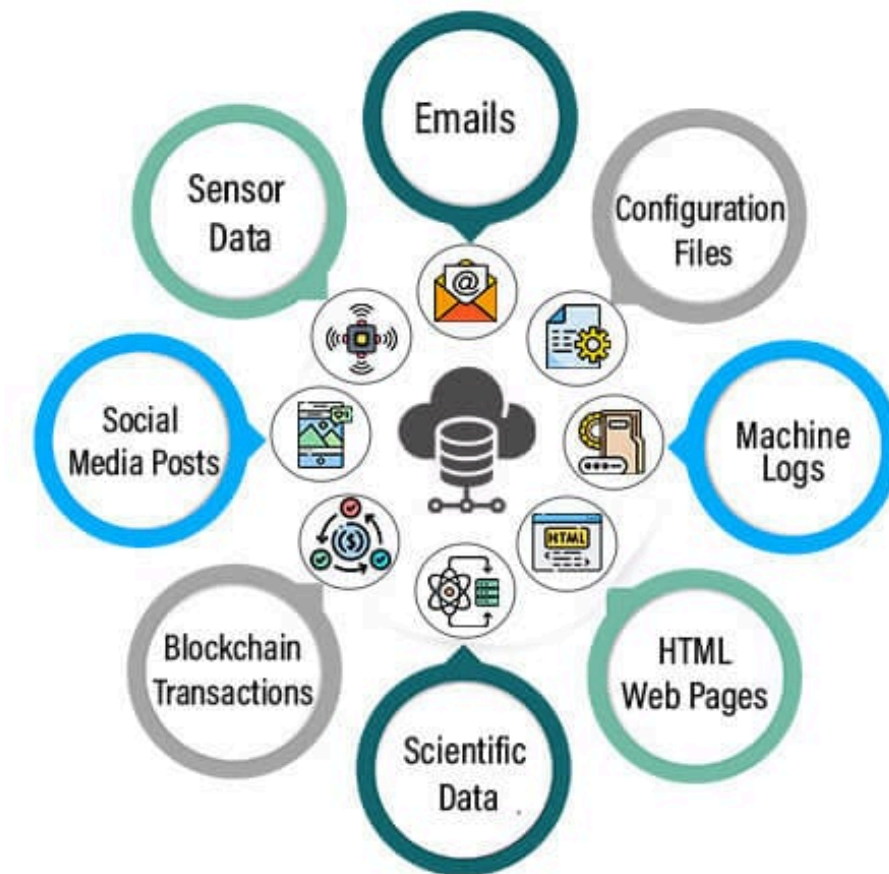 Emails
Configuration
Files
Machine
Logs
HTML
Web Pages
Scientific
Data
Blockchain
Transactions
Social
Media Posts
Sensor
Data
@
HTML
$